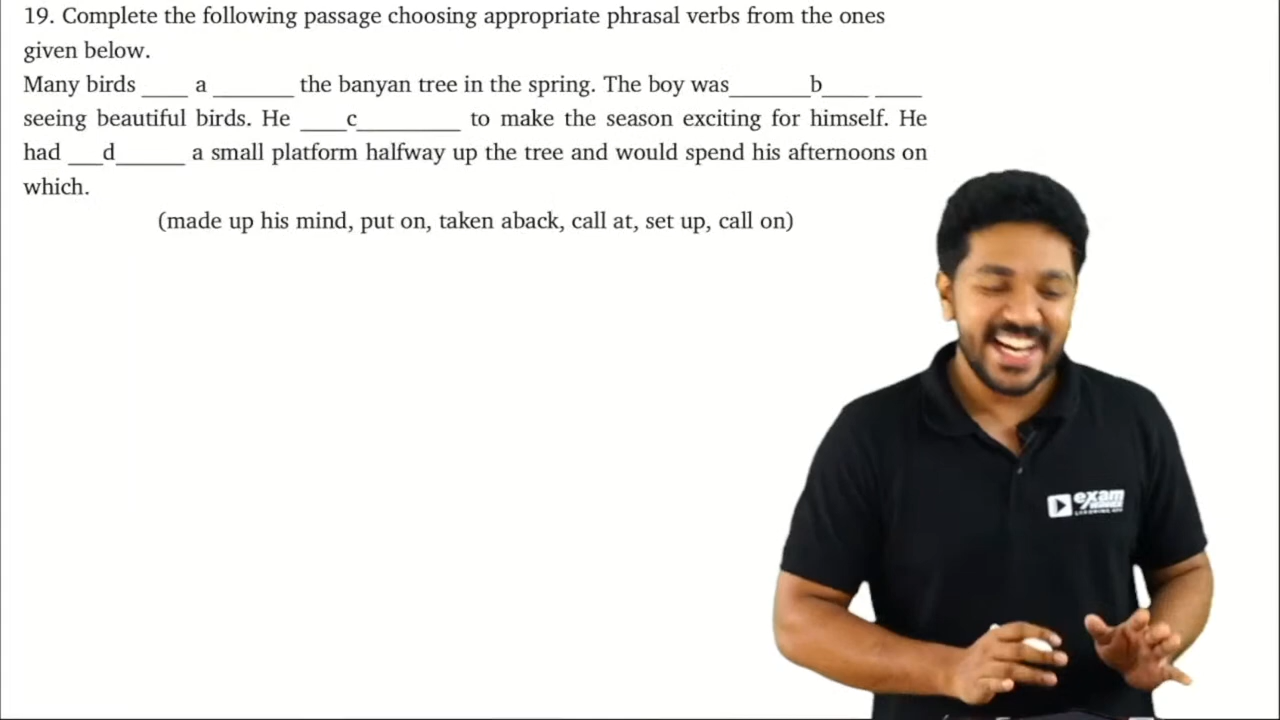 19. Complete the following passage choosing appropriate phrasal verbs from the ones
given below.
Many birds ____ a _______ the banyan tree in the spring. The boy was_______b____ ____
seeing beautiful birds. He ____c_________ to make the season exciting for himself. He
had ___d______ a small platform halfway up the tree and would spend his afternoons on
which.
(made up his mind, put on, taken aback, call at, set up, call on)
exam